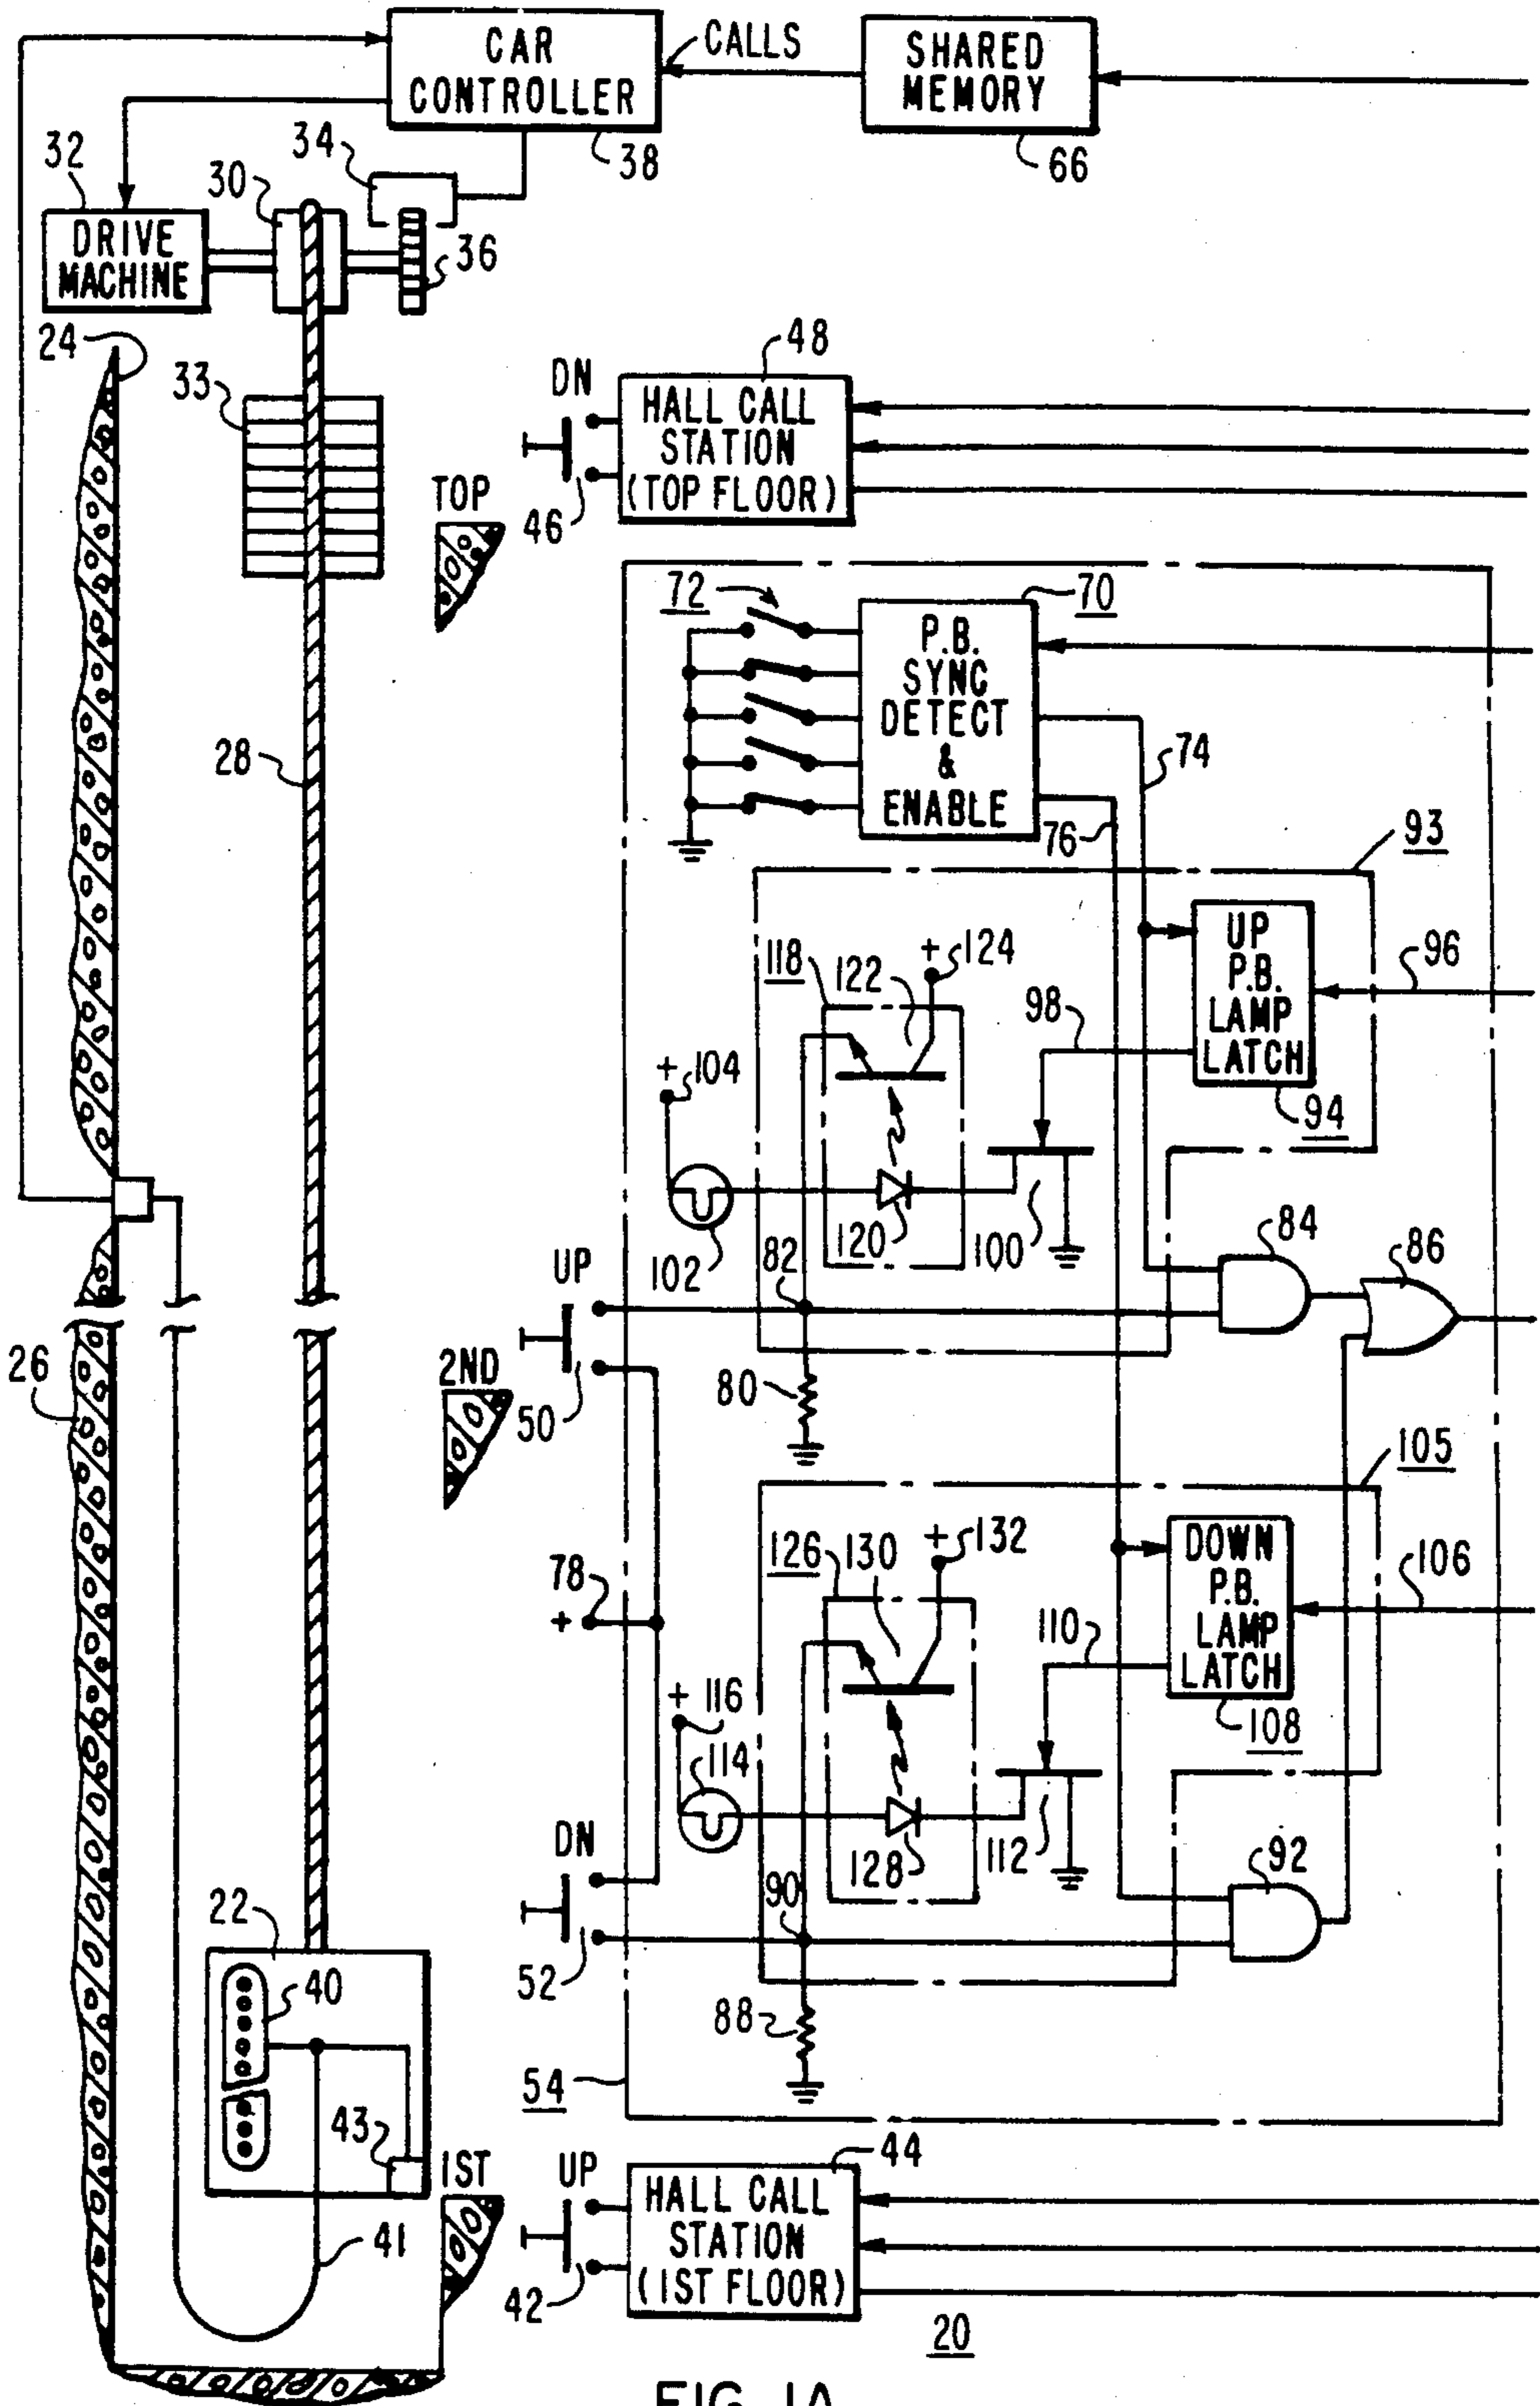 CAR
CONTROLLER
CALLS
SHARED
MEMORY
38
66
32
34
30
DRIVE
MACHINE
36
24
33
48
DN
HALL CALL
STATION
(TOP FLOOR)
TOP
46
72
70
P.B.
SYNC
DETECT
&
ENABLE
28
74
76
93
UP
P.B.
LAMP
LATCH
96
94
118
122
+
124
98
+
104
120
100
102
82
84
86
UP
2ND
50
80
26
105
DOWN
P.B.
LAMP
LATCH
106
108
126
130
+
132
110
78
+
+
116
114
128
112
DN
90
92
52
22
40
88
54
43
1ST
UP
44
HALL CALL
STATION
(1ST FLOOR)
41
42
20
FIG. 1A